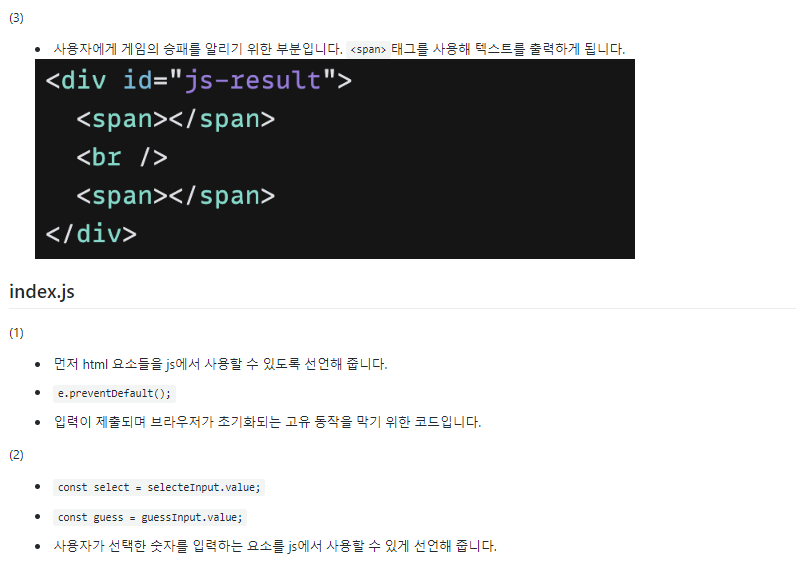 (3)
사용자에게 게임의 승패를 알리기 위한 부분입니다. <span> 태그를 사용해 텍스트를 출력하게 됩니다.
<div id="js-result">
<span></span>
<br />
<span></span>
</div>
index.js
(1)
먼저 html 요소들을 js에서 사용할 수 있도록 선언해 줍니다.
e.preventDefault();
입력이 제출되며 브라우저가 초기화되는 고유 동작을 막기 위한 코드입니다.
(2)
const select = selecteInput.value;
const guess = guessInput.value;
사용자가 선택한 숫자를 입력하는 요소를 js에서 사용할 수 있게 선언해 줍니다.